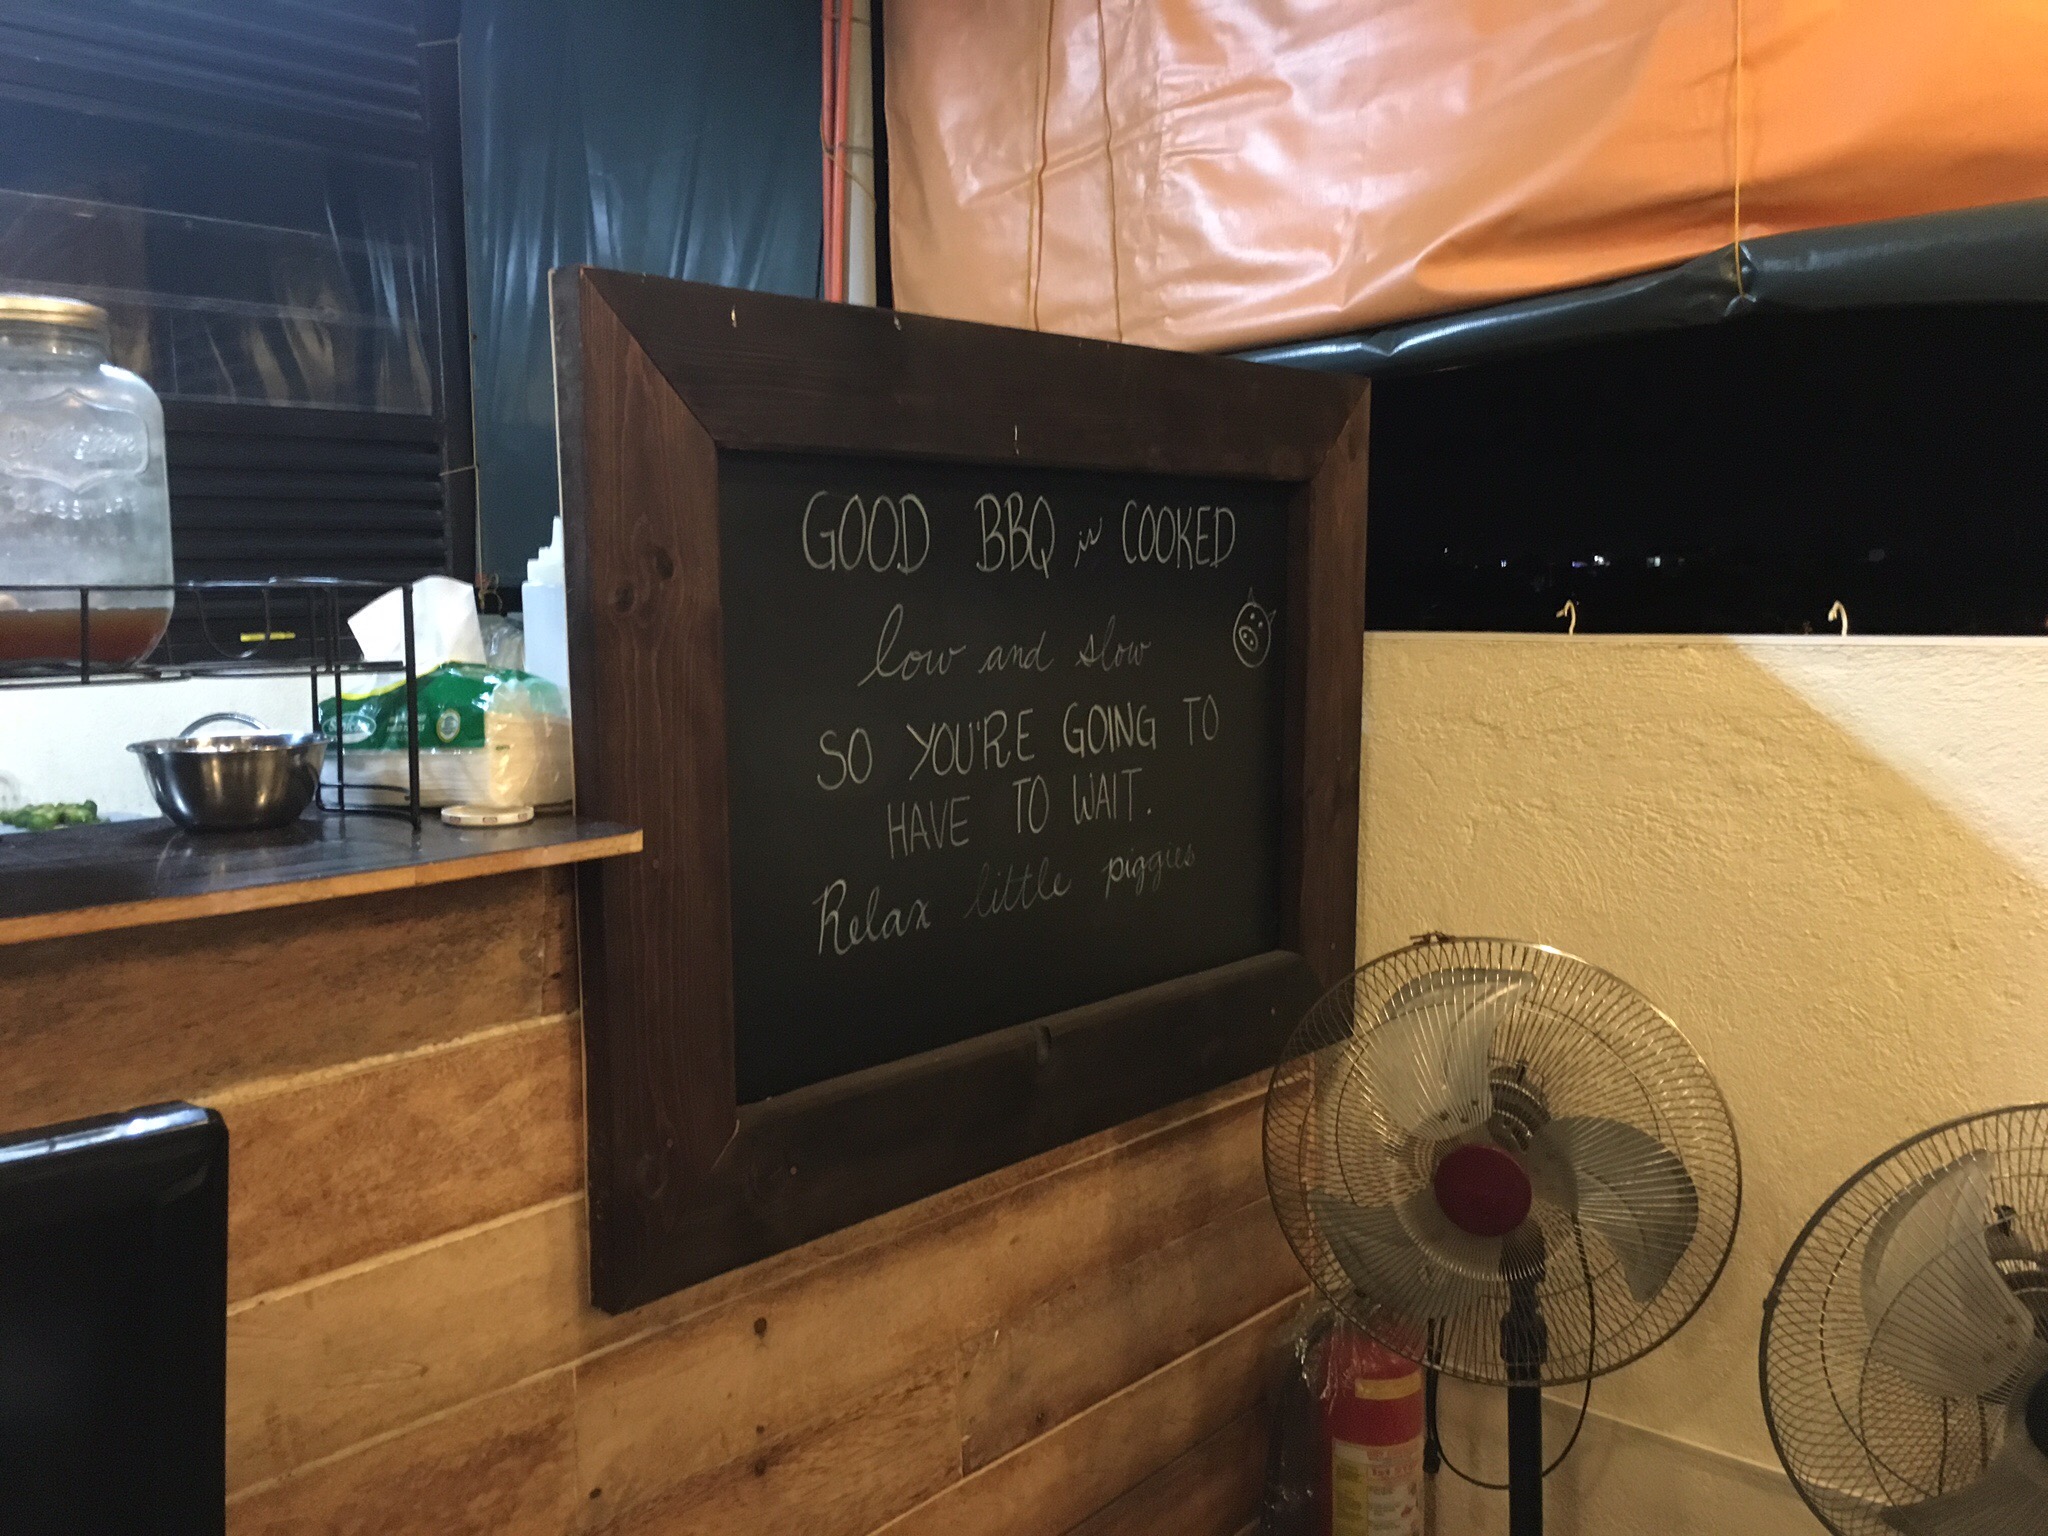 GOOD BBQ is COOKED
low and slow
SO YOU'RE GOING TO
HAVE TO WAIT.
Relax little piggies